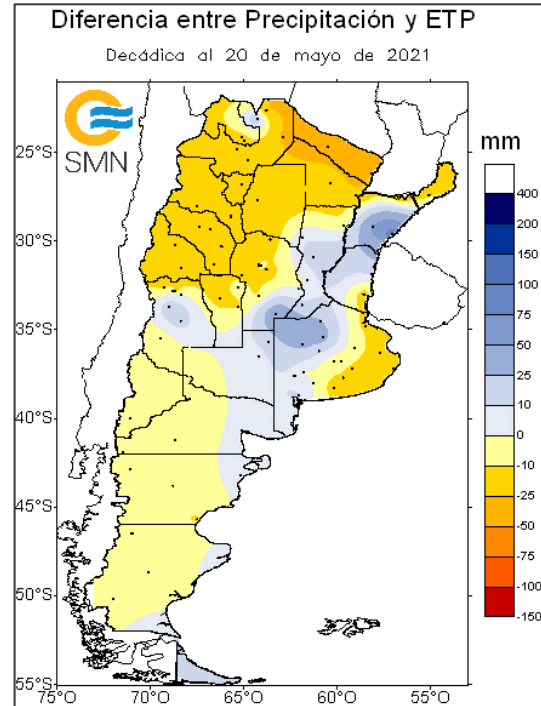 Diferencia entre Precipitación y ETP
Decádica al 20 de mayo de 2021
SMN
mm
400
200
150
100
75
50
25
10
0
-10
-25
-50
-75
-100
-150
25°S
30°S
35°S
40°S
45°S
50°S
55°S
75°O
70°O
65°O
60°O
55°O